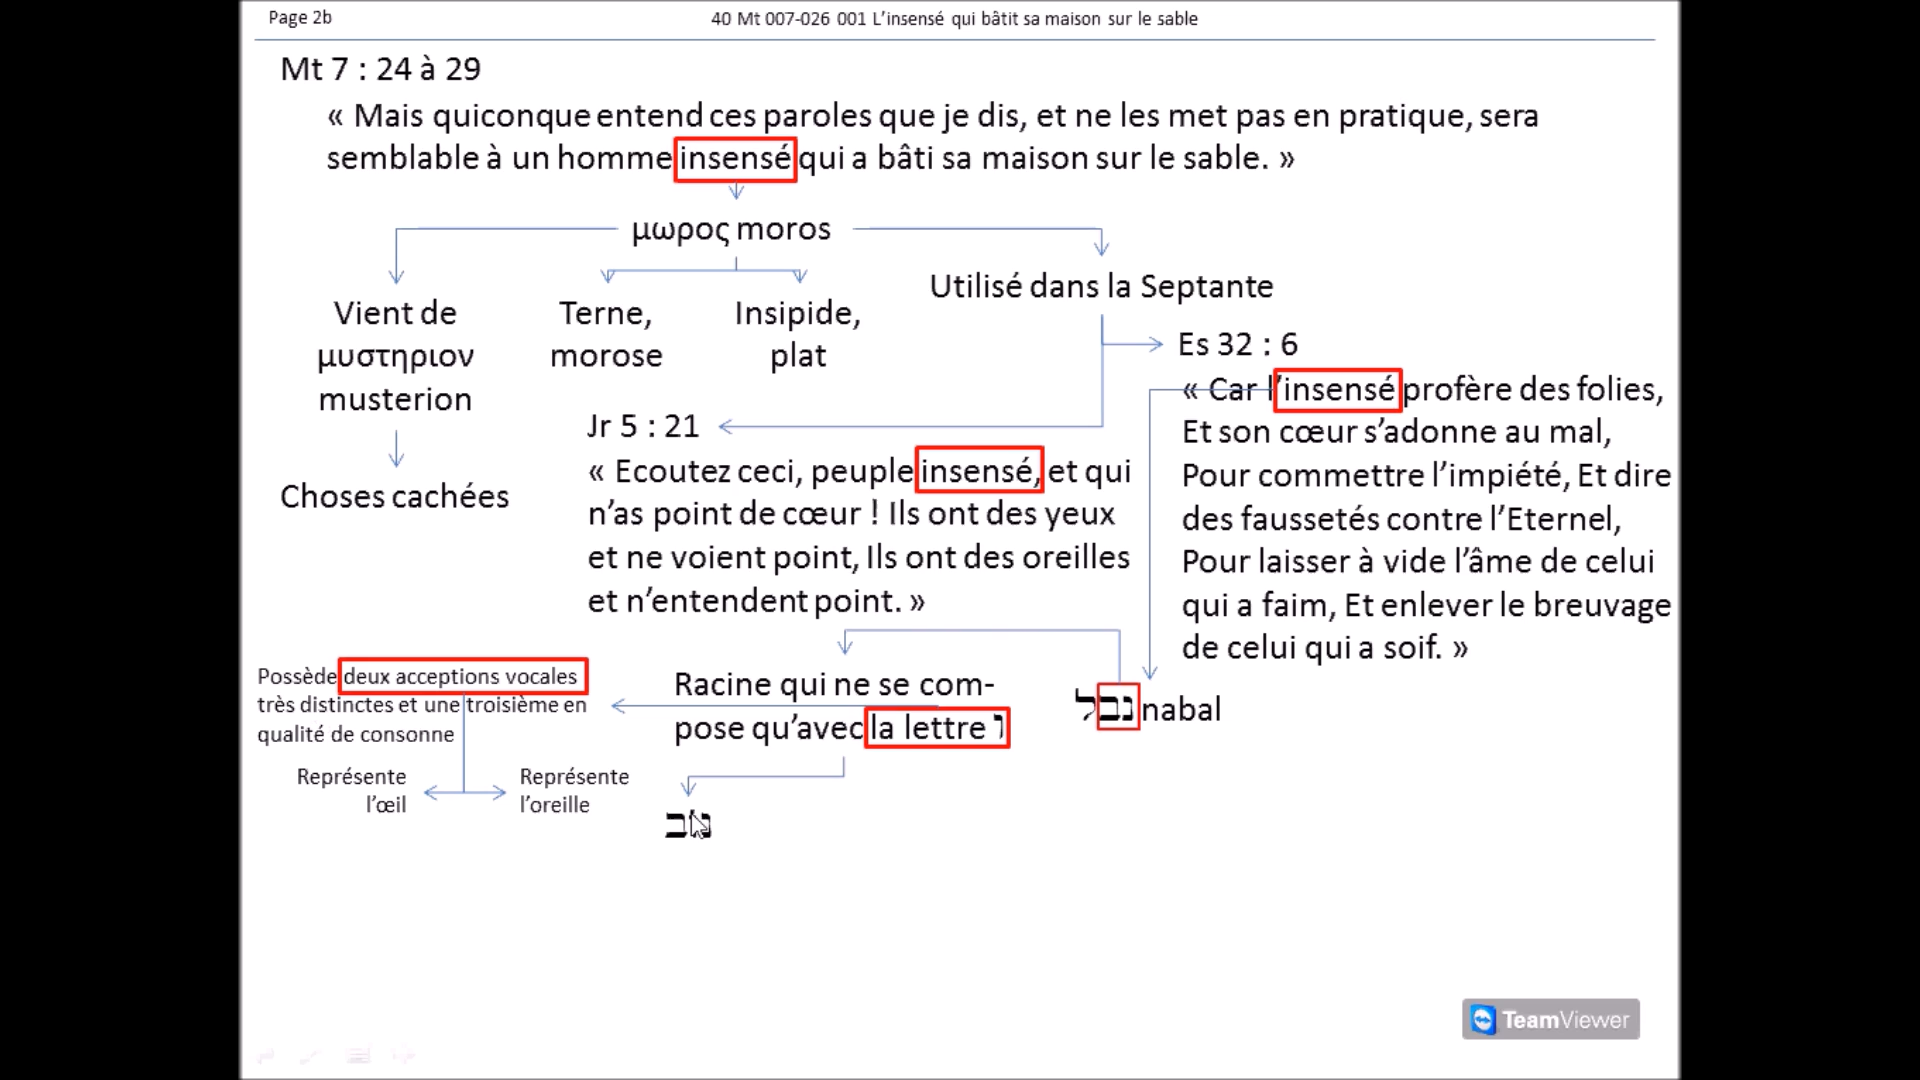 Page 2b
40 Mt 007-026 001 L’insensé qui bâtit sa maison sur le sable
Mt 7 : 24 à 29
« Mais quiconque entend ces paroles que je dis, et ne les met pas en pratique, sera
semblable à un homme insensé qui a bâti sa maison sur le sable. »
μωρος moros
Vient de
μυστηριον
musterion
Choses cachées
Terne,
morose
Insipide,
plat
Utilisé dans la Septante
Es 32 : 6
« Car l’insensé profère des folies,
Et son cœur s’adonne au mal,
Pour commettre l’impiété, Et dire
des faussetés contre l’Eternel,
Pour laisser à vide l’âme de celui
qui a faim, Et enlever le breuvage
de celui qui a soif. »
Jr 5 : 21
« Ecoutez ceci, peuple insensé, et qui
n’as point de cœur ! Ils ont des yeux
et ne voient point, Ils ont des oreilles
et n’entendent point. »
נבל nabal
Racine qui ne se com-
pose qu’avec la lettre ו
Possède deux acceptions vocales
très distinctes et une troisième en
qualité de consonne
Représente
l’œil
Représente
l’oreille
TeamViewer